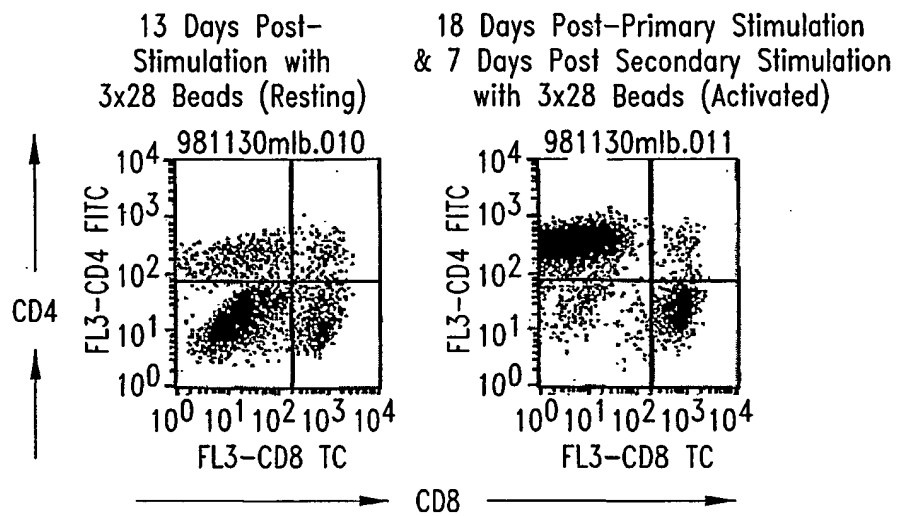 13 Days Post-
Stimulation with
3x28 Beads (Resting)
18 Days Post-Primary Stimulation
& 7 Days Post Secondary Stimulation
with 3x28 Beads (Activated)
981130mlb.010
10⁴
10³
10²
10¹
10⁰
FL3-CD4 FITC
10⁰ 10¹ 10² 10³ 10⁴
FL3-CD8 TC
981130mlb.011
10⁴
10³
10²
10¹
10⁰
FL3-CD4 FITC
10⁰ 10¹ 10² 10³ 10⁴
FL3-CD8 TC
CD4
CD8